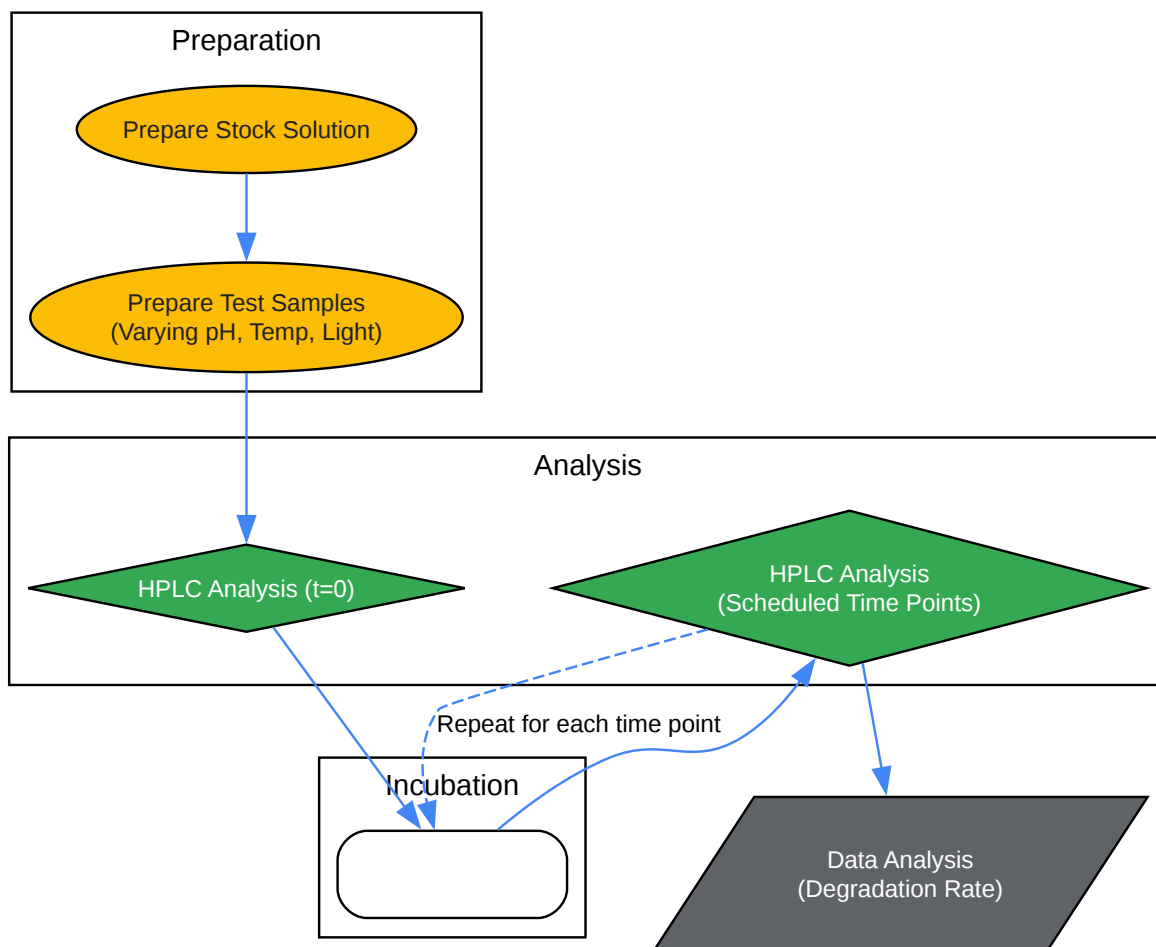 Preparation
Prepare Stock Solution
Prepare Test Samples
(Varying pH, Temp, Light)
Analysis
HPLC Analysis (t=0)
HPLC Analysis
(Scheduled Time Points)
Repeat for each time point
Incubation
Data Analysis
(Degradation Rate)